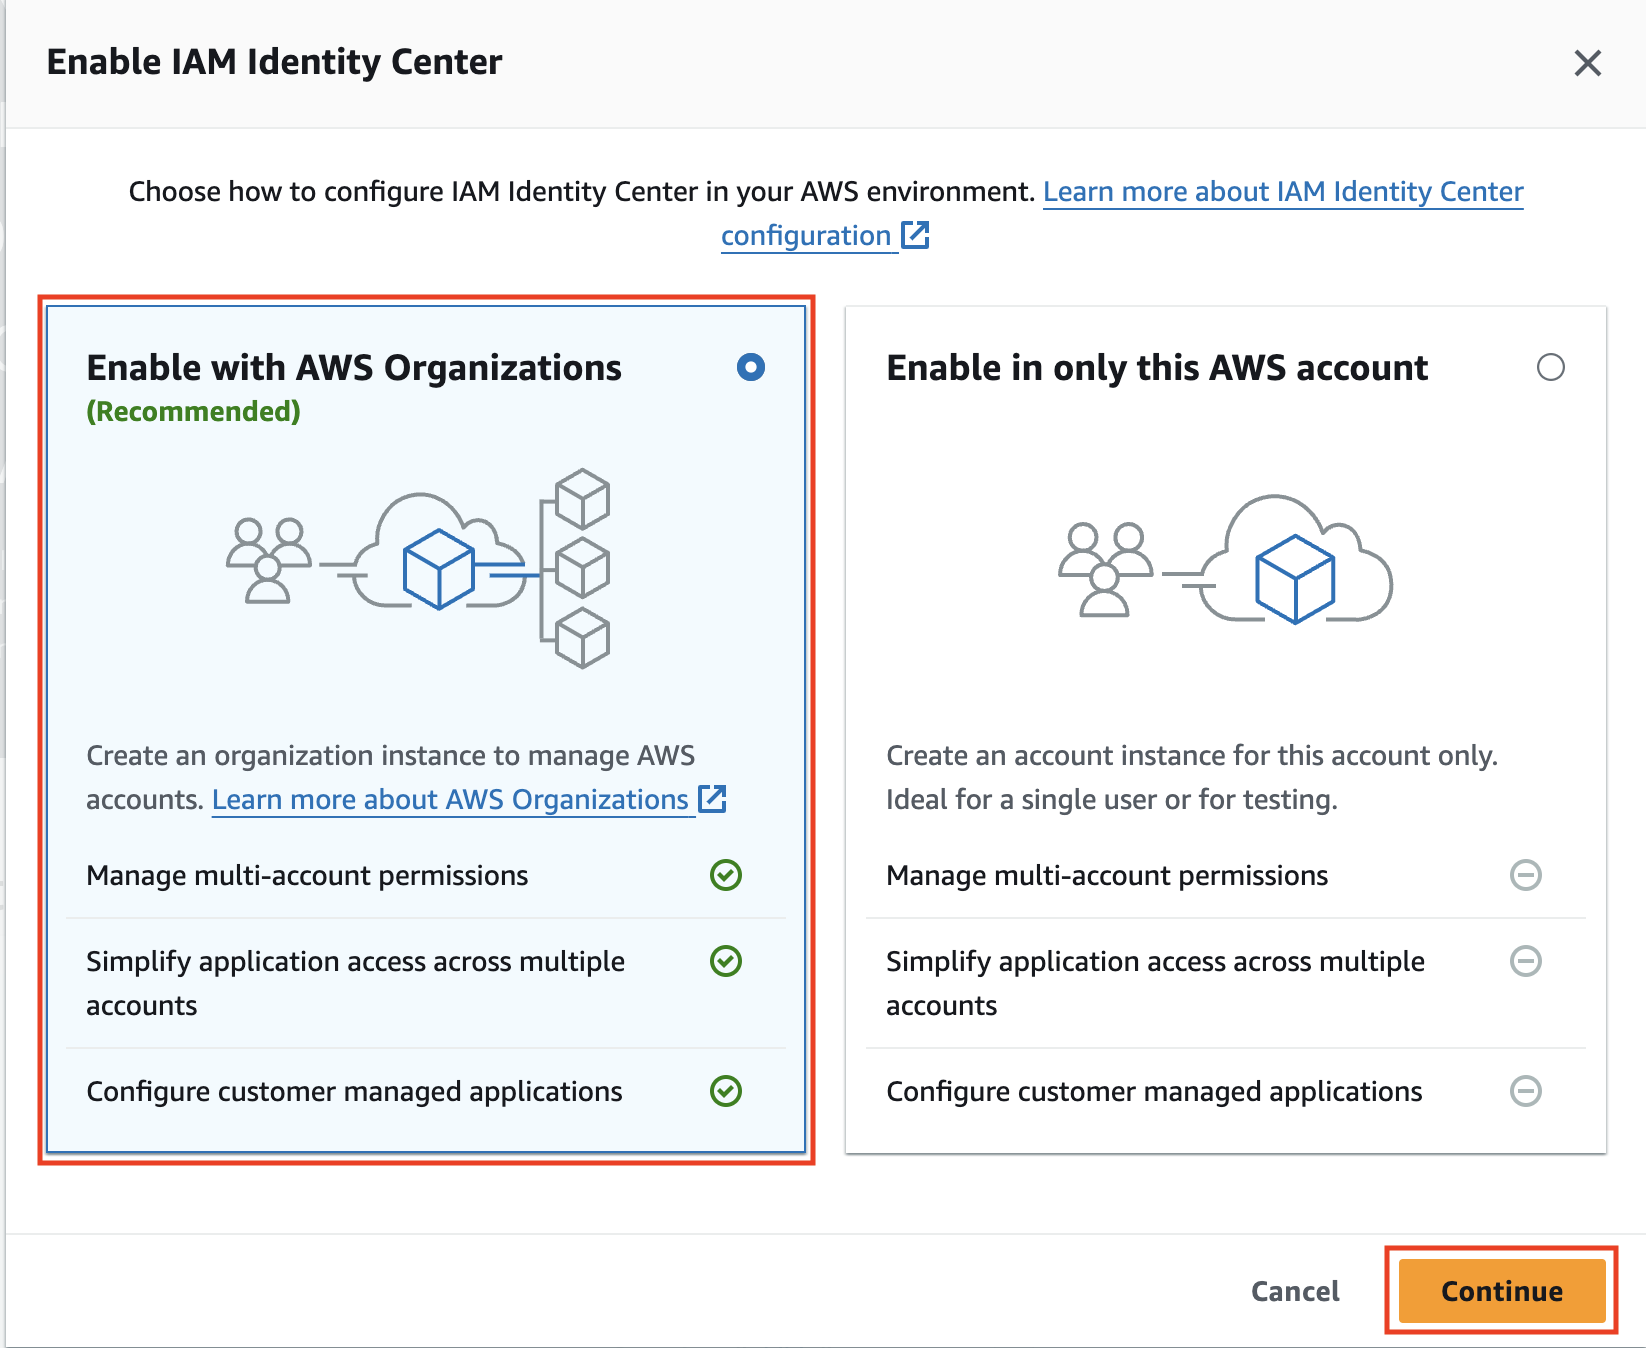 Enable IAM Identity Center
Choose how to configure IAM Identity Center in your AWS environment. Learn more about IAM Identity Center
configuration
Enable with AWS Organizations
(Recommended)
Create an organization instance to manage AWS
accounts. Learn more about AWS Organizations
Manage multi-account permissions
Simplify application access across multiple
accounts
Configure customer managed applications
Enable in only this AWS account
Create an account instance for this account only.
Ideal for a single user or for testing.
Manage multi-account permissions
Simplify application access across multiple
accounts
Configure customer managed applications
Cancel
Continue